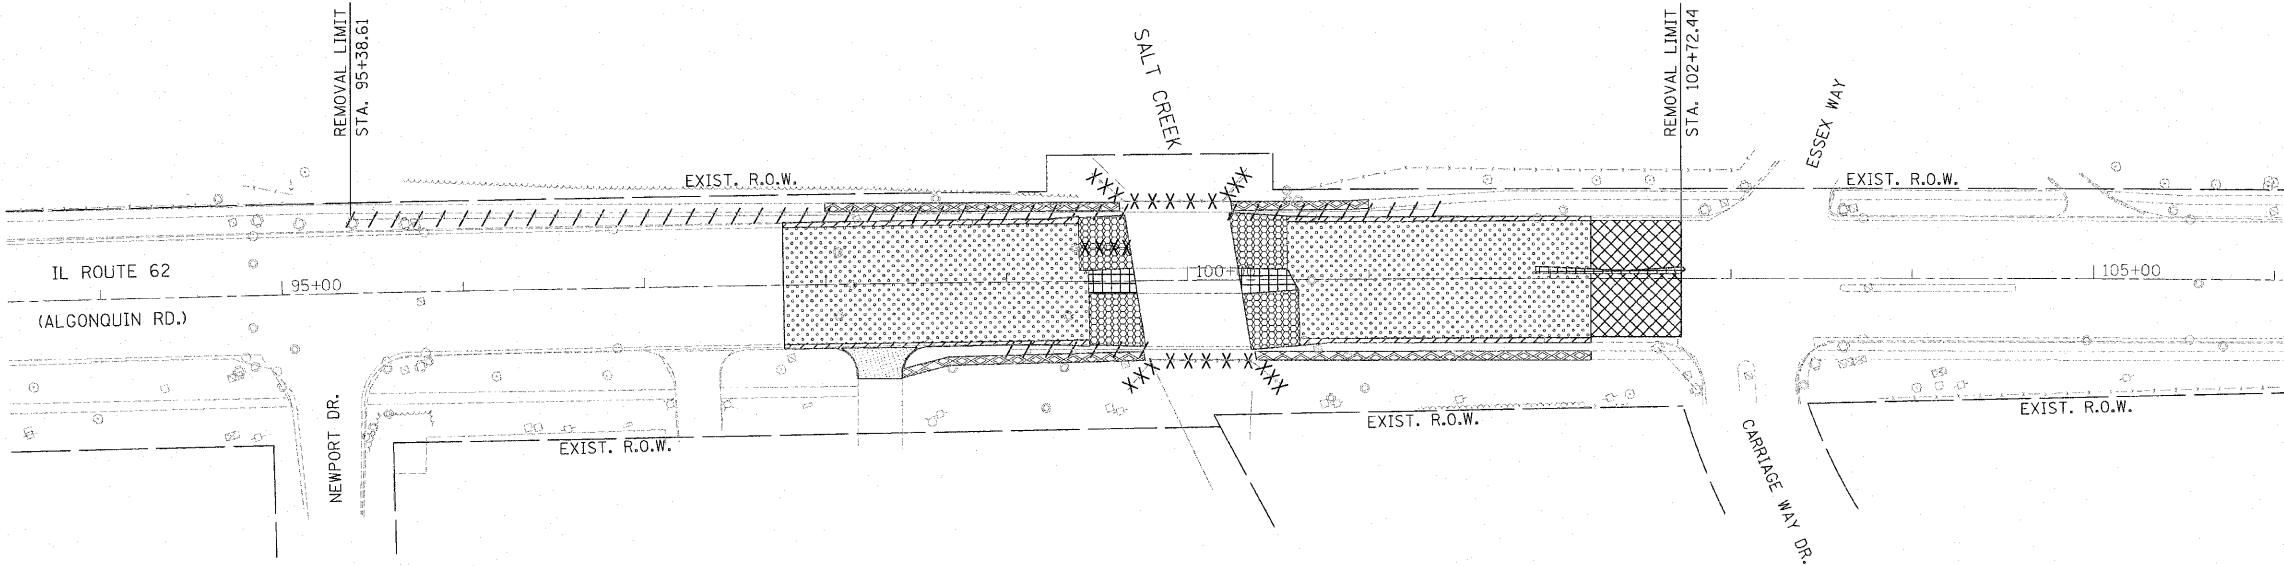 REMOVAL LIMIT
STA. 95+38.61
SALT CREEK
REMOVAL LIMIT
STA. 102+72.44
ESSEX WAY
EXIST. R.O.W.
EXIST. R.O.W.
IL ROUTE 62
(ALGONQUIN RD.)
95+00
100+
105+00
NEWPORT DR.
EXIST. R.O.W.
EXIST. R.O.W.
CARRIAGE WAY DR.
EXIST. R.O.W.